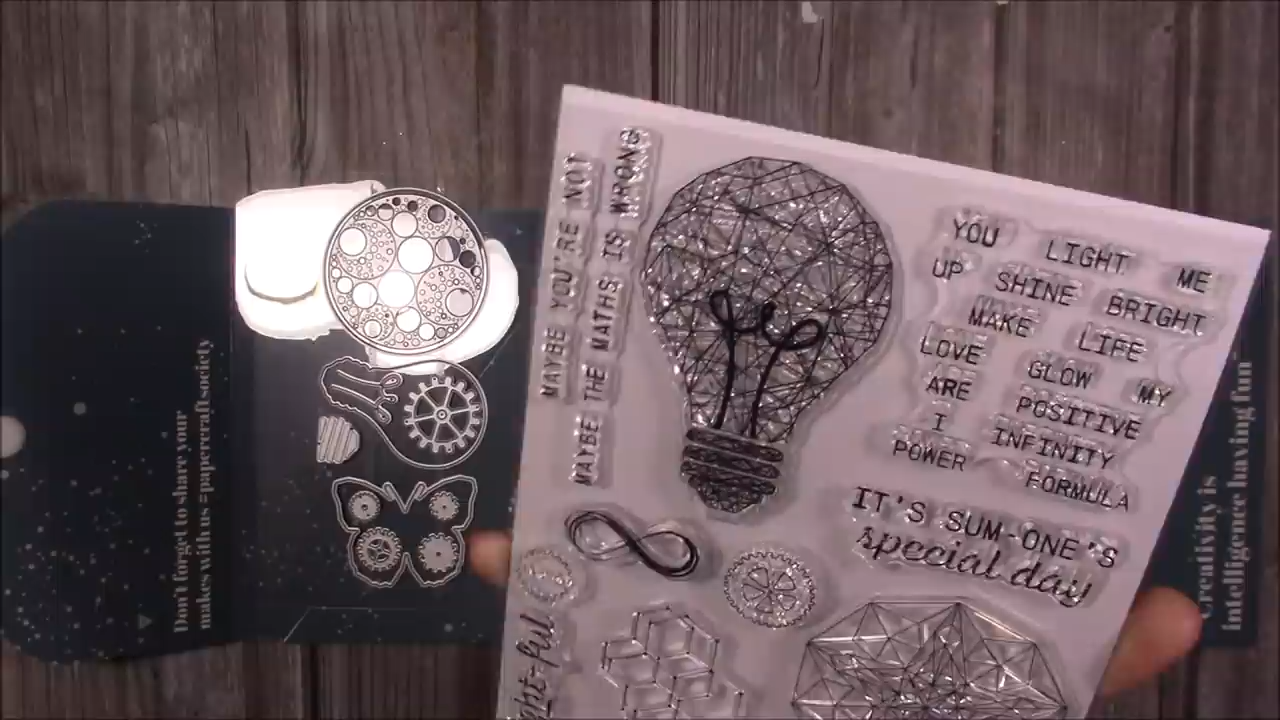 Don't forget to share your
makes with us #papercraftsociety
MAYBE YOU'RE NOT
MAYBE THE MATHS IS WRONG
YOU LIGHT ME
UP SHINE BRIGHT
MAKE LIFE
LOVE GLOW MY
ARE POSITIVE
I INFINITY
POWER FORMULA
IT'S SUM-ONE'S
special day
ght-ful
Creativity is
intelligence having fun